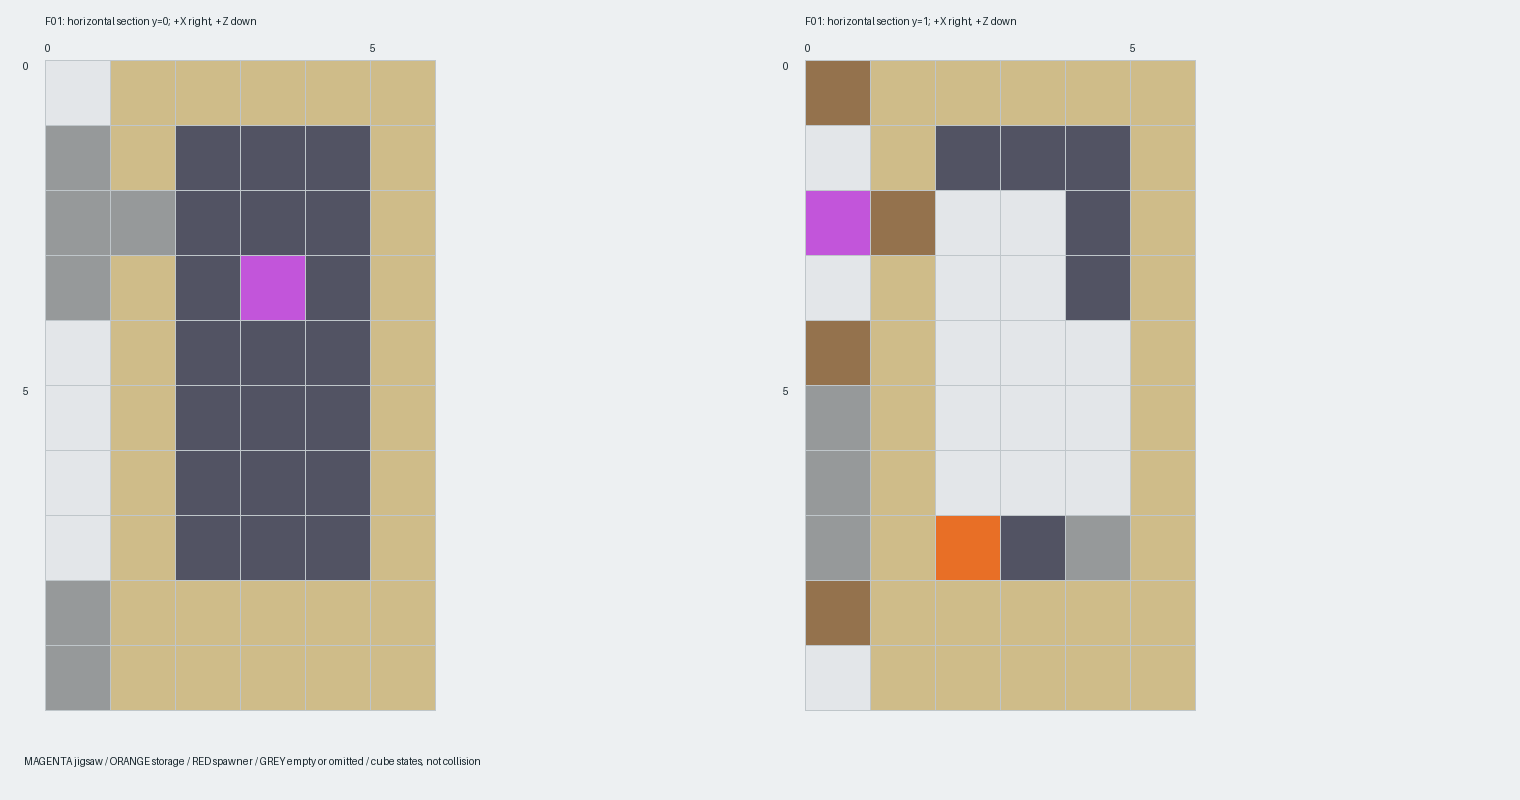 F01: horizontal section y=0; +X right, +Z down
F01: horizontal section y=1; +X right, +Z down
0 5
0 5
0
0
5
5
MAGENTA jigsaw / ORANGE storage / RED spawner / GREY empty or omitted / cube states, not collision